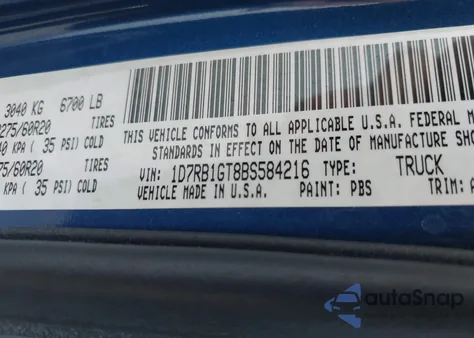 3040 KG 6700 LB
275/60R20 TIRES
KPA ( 35 PSI) COLD
75/60R20 TIRES
KPA ( 35 PSI) COLD
THIS VEHICLE CONFORMS TO ALL APPLICABLE U.S.A. FEDERAL
STANDARDS IN EFFECT ON THE DATE OF MANUFACTURE
VIN: 1D7RB1GT8BS584216 TYPE: TRUCK
VEHICLE MADE IN U.S.A. PAINT: PBS TRIM:
autoSnap